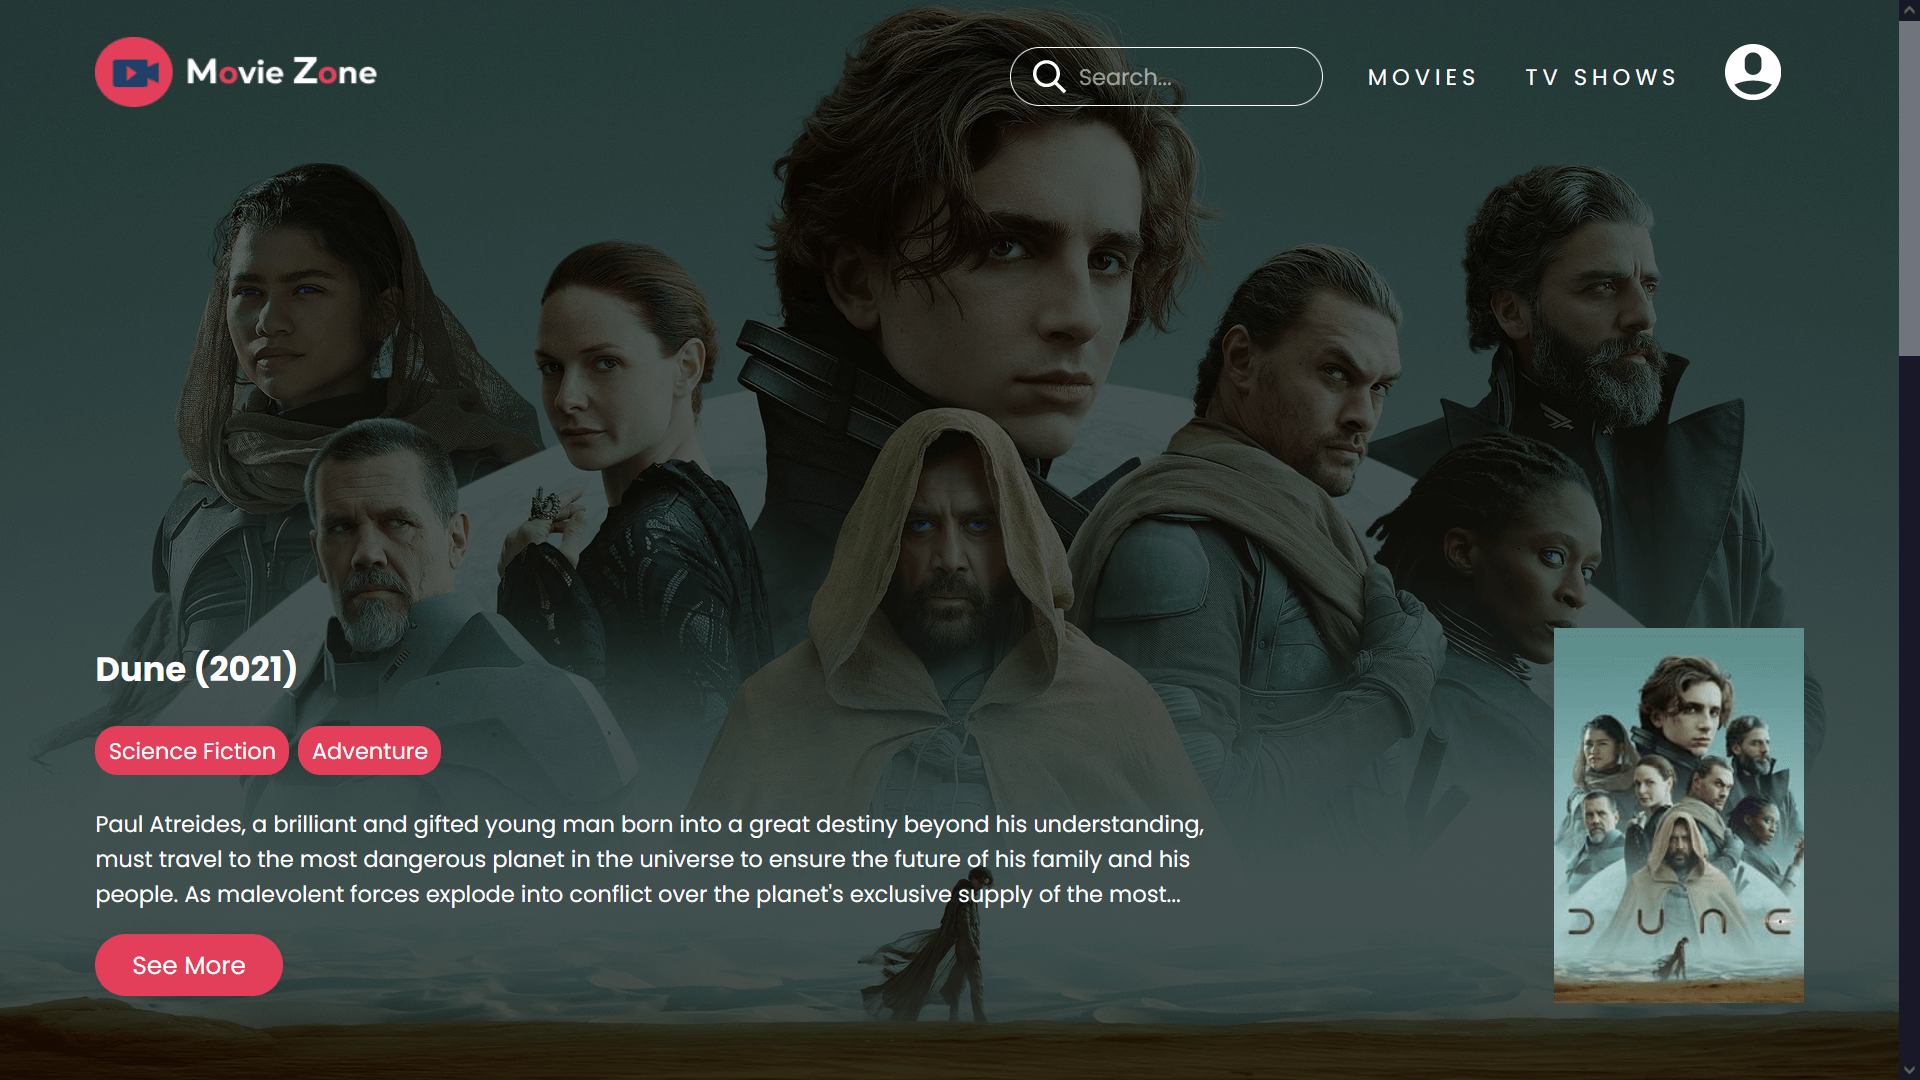 Movie Zone
Search...
MOVIES
TV SHOWS
Dune (2021)
Science Fiction
Adventure
Paul Atreides, a brilliant and gifted young man born into a great destiny beyond his understanding,
must travel to the most dangerous planet in the universe to ensure the future of his family and his
people. As malevolent forces explode into conflict over the planet's exclusive supply of the most...
See More
DUNE